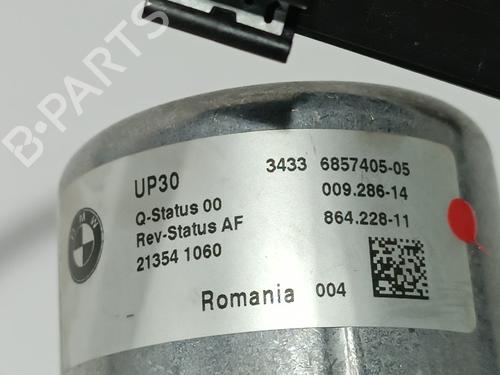 B-PARTS
BMW
UP30
Q-Status 00
Rev-Status AF
21354 1060
3433 6857405-05
009.286-14
864.228-11
Romania 004